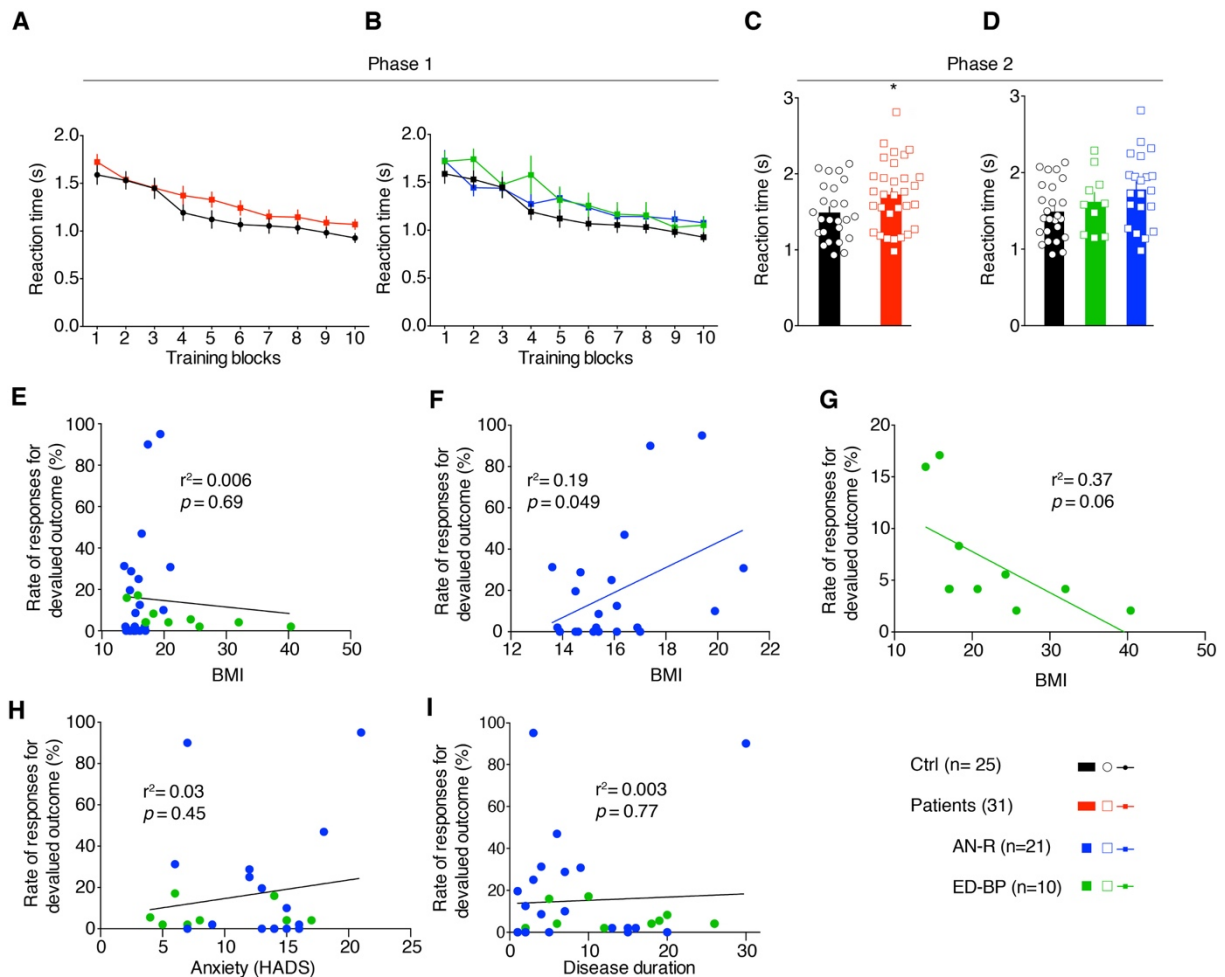 A
B
C
D
Phase 1
Phase 2
Reaction time (s)
2.0
1.5
1.0
0.5
0.0
1 2 3 4 5 6 7 8 9 10
Training blocks
Reaction time (s)
2.0
1.5
1.0
0.5
0.0
1 2 3 4 5 6 7 8 9 10
Training blocks
Reaction time (s)
3
2
1
0
*
Reaction time (s)
3
2
1
0
E
Rate of responses for
devalued outcome (%)
100
80
60
40
20
0
r²= 0.006
p = 0.69
10 20 30 40 50
BMI
F
Rate of responses for
devalued outcome (%)
100
80
60
40
20
0
r²= 0.19
p = 0.049
12 14 16 18 20 22
BMI
G
Rate of responses for
devalued outcome (%)
20
15
10
5
0
r²= 0.37
p = 0.06
10 20 30 40 50
BMI
H
Rate of responses for
devalued outcome (%)
100
80
60
40
20
0
r²= 0.03
p = 0.45
0 5 10 15 20 25
Anxiety (HADS)
I
Rate of responses for
devalued outcome (%)
100
80
60
40
20
0
r²= 0.003
p = 0.77
0 10 20 30
Disease duration
Ctrl (n= 25)
Patients (31)
AN-R (n=21)
ED-BP (n=10)